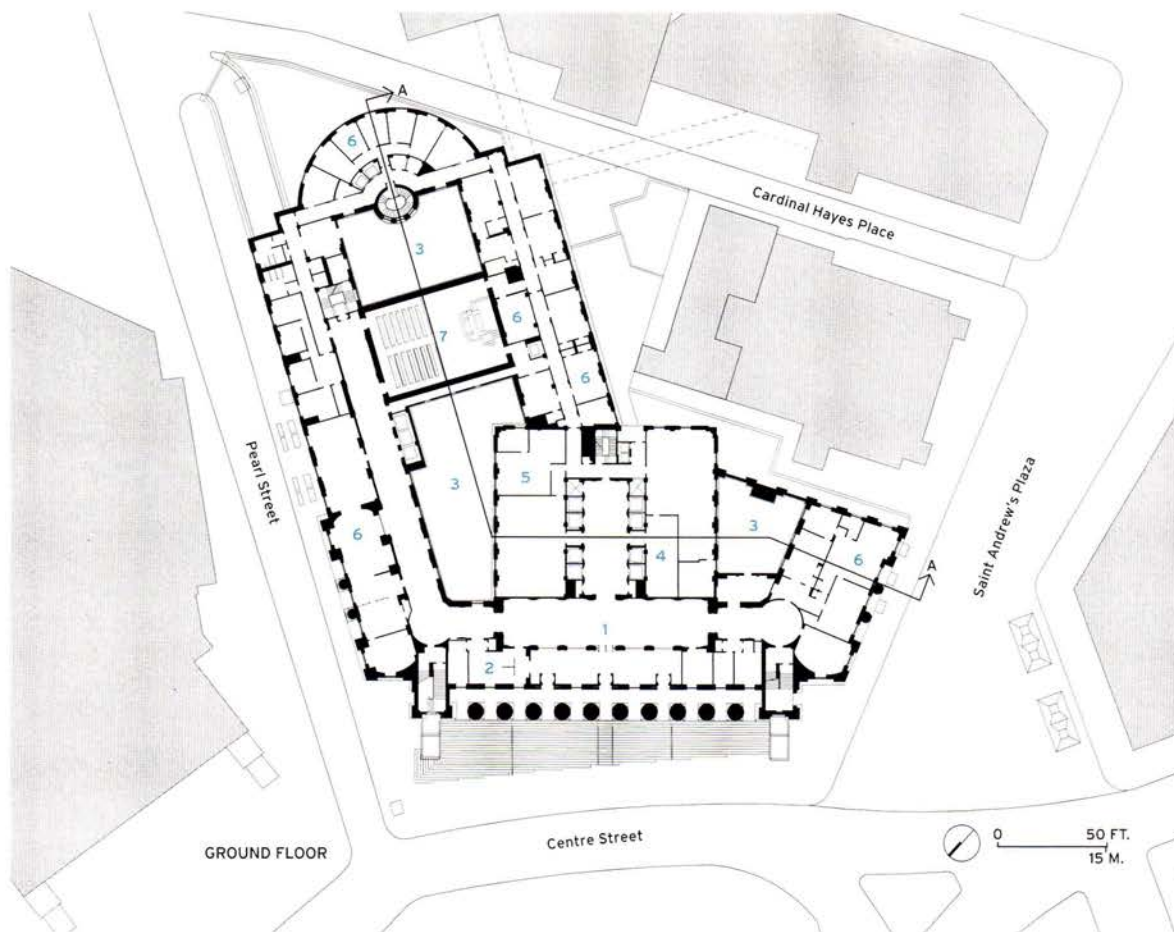 A
6
Cardinal Hayes Place
3
7
6
6
Pearl Street
3
5
3
6
4
6
A
Saint Andrew's Plaza
1
2
GROUND FLOOR
Centre Street
0 50 FT.
15 M.